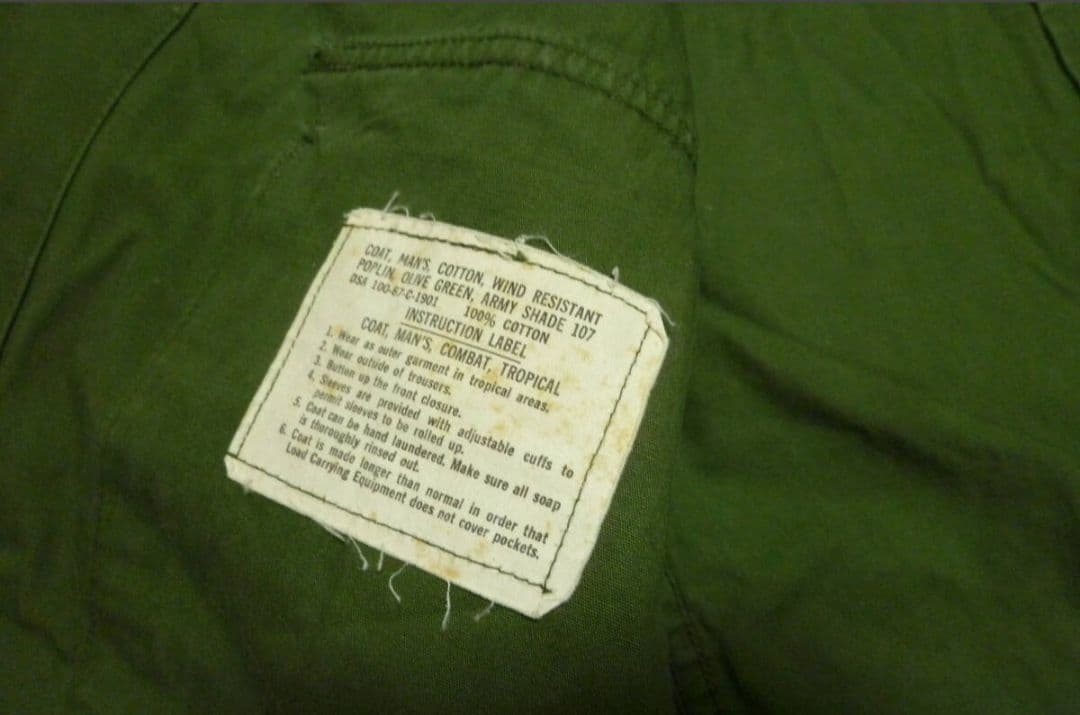 COAT, MAN'S, COTTON, WIND RESISTANT
POPLIN, OLIVE GREEN, ARMY SHADE 107
DSA 100-67-C-1901 100% COTTON
INSTRUCTION LABEL
COAT, MAN'S, COMBAT, TROPICAL
1. Wear as outer garment in tropical areas.
2. Wear outside of trousers.
3. Button up the front closure.
4. Sleeves are provided with adjustable cuffs to
permit sleeves to be rolled up.
5. Coat can be hand laundered. Make sure all soap
is thoroughly rinsed out.
6. Coat is made longer than normal in order that
Load Carrying Equipment does not cover pockets.